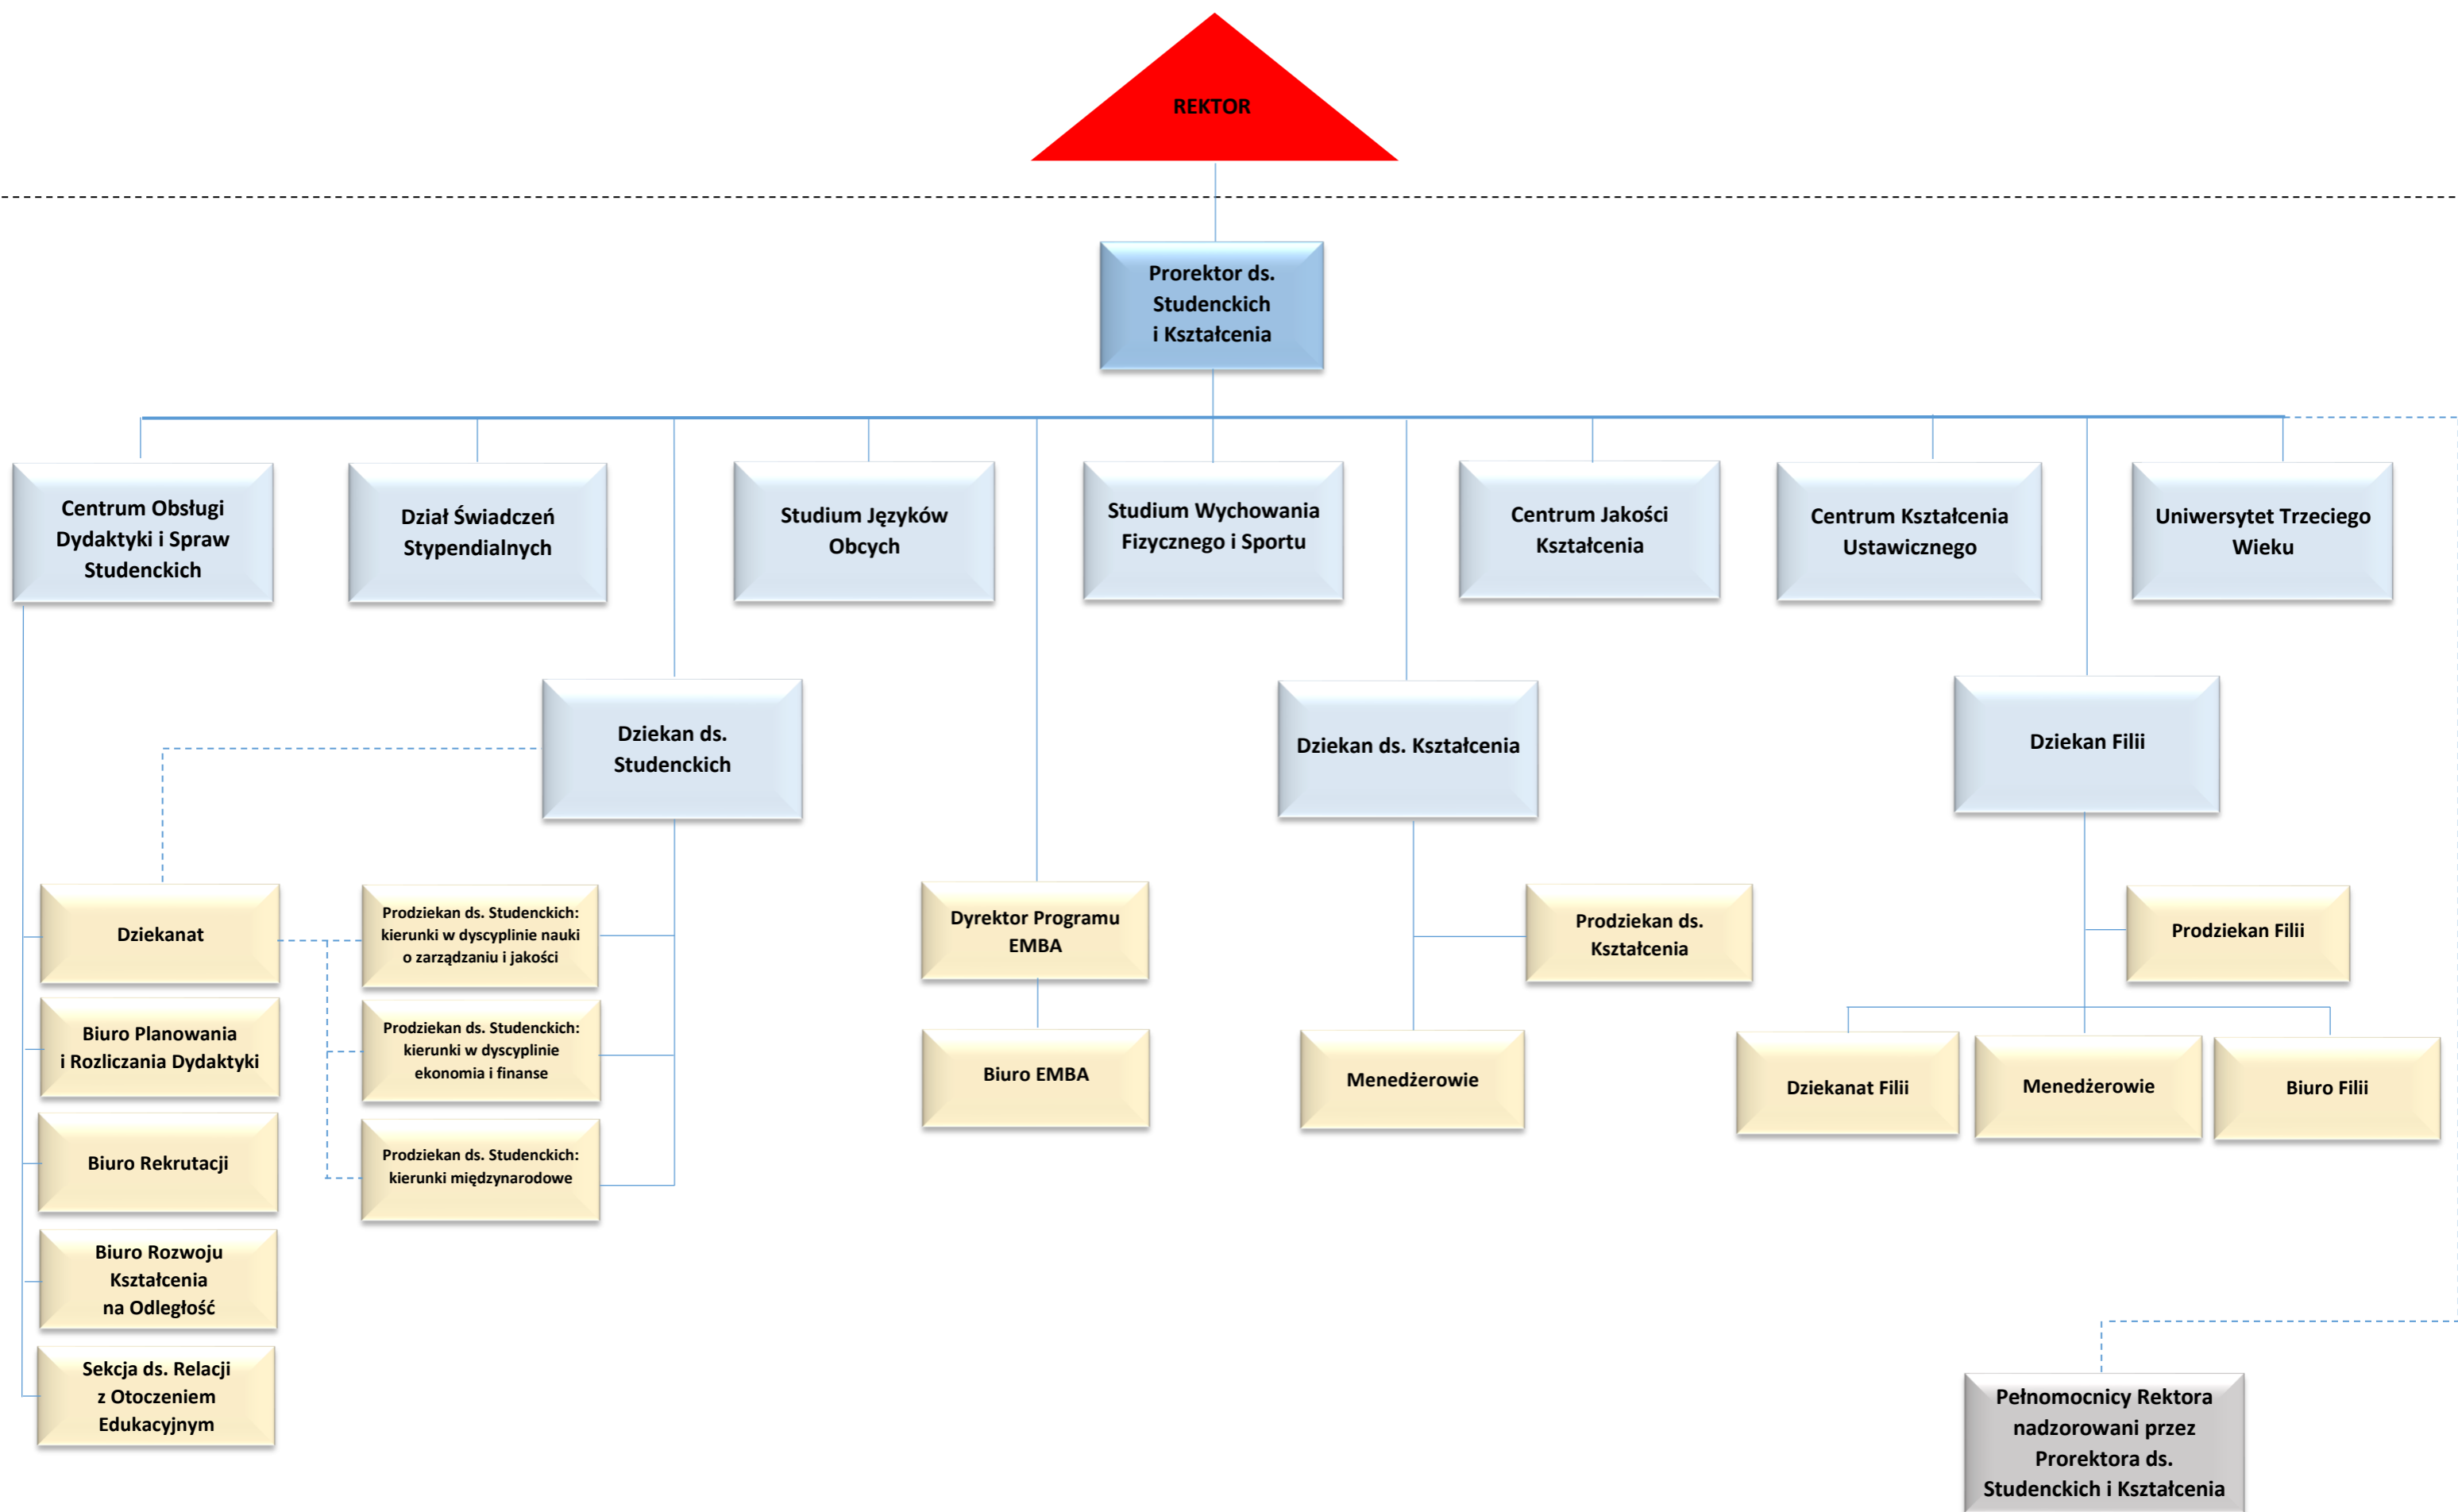 REKTOR
Prorektor ds.
Studenckich
i Kształcenia
Centrum Obsługi
Dydaktyki i Spraw
Studenckich
Dział Świadczeń
Stypendialnych
Studium Języków
Obcych
Studium Wychowania
Fizycznego i Sportu
Centrum Jakości
Kształcenia
Centrum Kształcenia
Ustawicznego
Uniwersytet Trzeciego
Wieku
Dziekan ds.
Studenckich
Dziekan ds. Kształcenia
Dziekan Filii
Dziekanat
Prodziekan ds. Studenckich:
kierunki w dyscyplinie nauki
o zarządzaniu i jakości
Dyrektor Programu
EMBA
Prodziekan ds.
Kształcenia
Prodziekan Filii
Biuro Planowania
i Rozliczania Dydaktyki
Prodziekan ds. Studenckich:
kierunki w dyscyplinie
ekonomia i finanse
Biuro EMBA
Menedżerowie
Dziekanat Filii
Menedżerowie
Biuro Filii
Biuro Rekrutacji
Prodziekan ds. Studenckich:
kierunki międzynarodowe
Biuro Rozwoju
Kształcenia
na Odległość
Sekcja ds. Relacji
z Otoczeniem
Edukacyjnym
Pełnomocnicy Rektora
nadzorowani przez
Prorektora ds.
Studenckich i Kształcenia